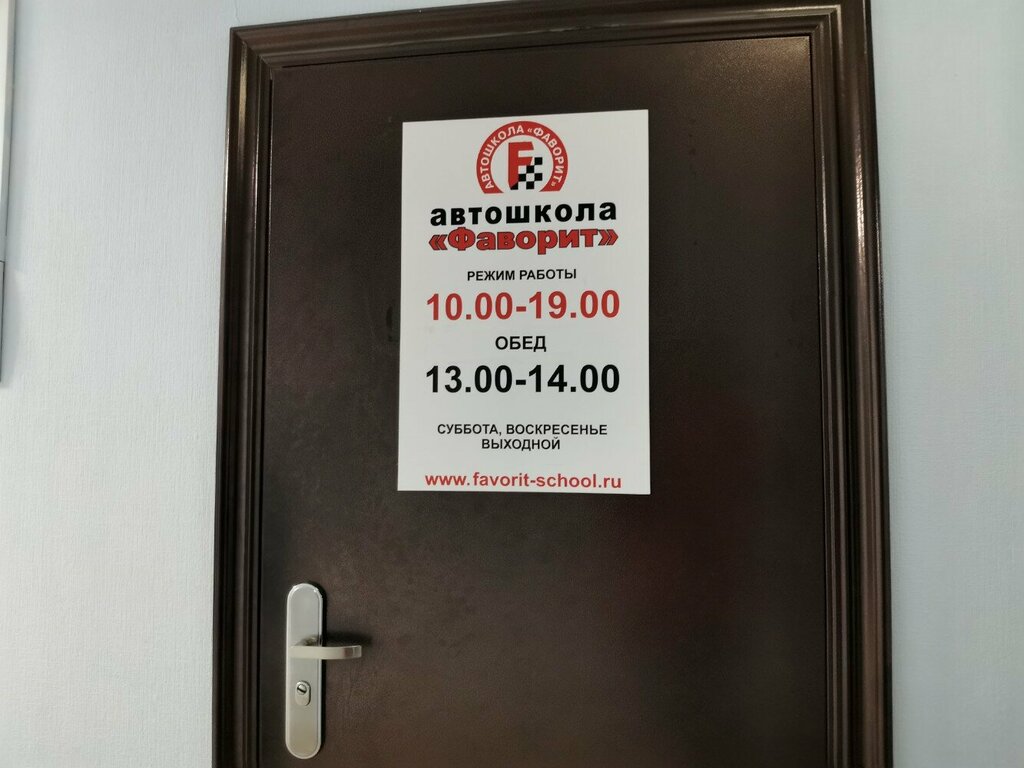 АВТОШКОЛА «ФАВОРИТ»
F
автошкола
«Фаворит»
РЕЖИМ РАБОТЫ
10.00-19.00
ОБЕД
13.00-14.00
СУББОТА, ВОСКРЕСЕНЬЕ
ВЫХОДНОЙ
www.favorit-school.ru